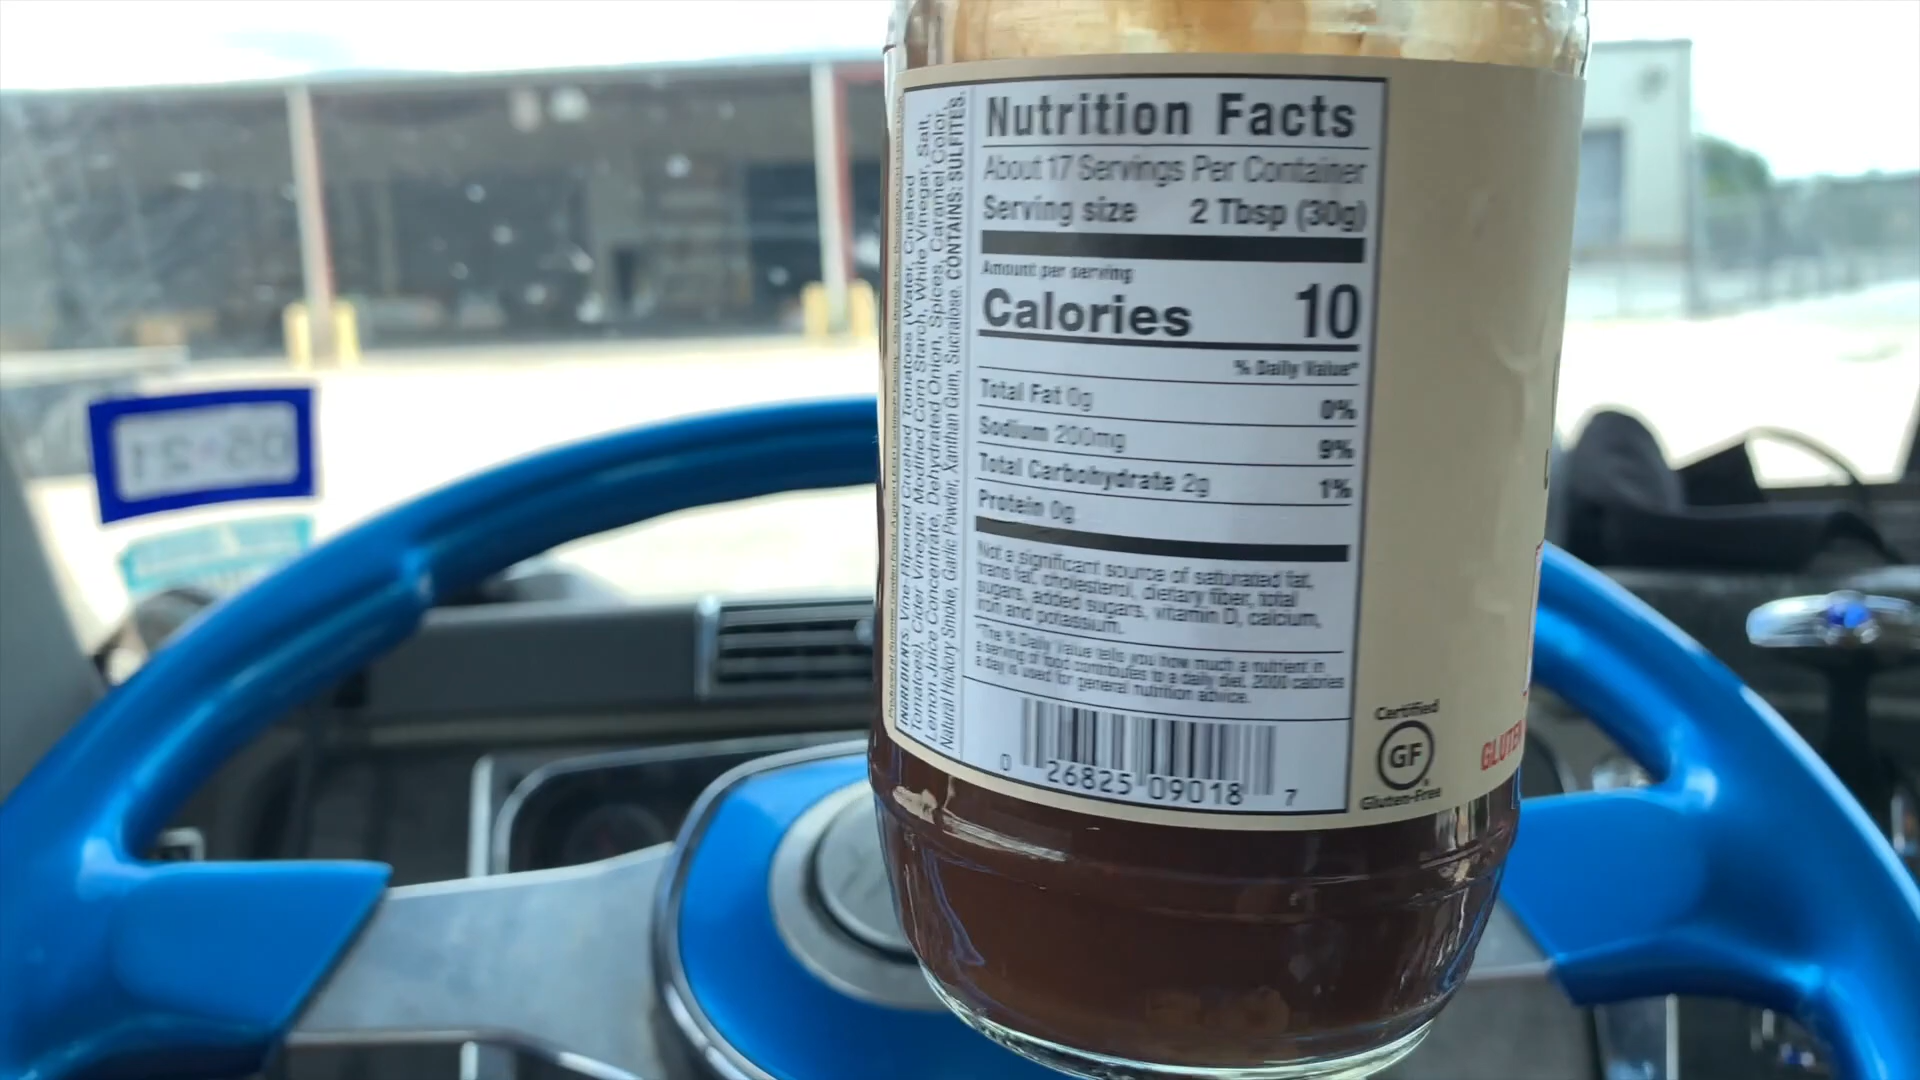 Nutrition Facts
About 17 Servings Per Container
Serving size 2 Tbsp (30g)
Amount per serving
Calories 10
% Daily Value*
Total Fat 0g 0%
Sodium 200mg 9%
Total Carbohydrate 2g 1%
Protein 0g
Not a significant source of saturated fat,
trans fat, cholesterol, dietary fiber, total
sugars, added sugars, vitamin D, calcium,
iron and potassium.
*The % Daily Value tells you how much a nutrient in
a serving of food contributes to a daily diet. 2000 calories
a day is used for general nutrition advice.
0 26825 09018 7
INGREDIENTS: Vine-Ripened Crushed Tomatoes (Water, Crushed
Tomatoes), Cider Vinegar, Modified Corn Starch, White Vinegar, Salt,
Lemon Juice Concentrate, Dehydrated Onion, Spices, Caramel Color,
Natural Hickory Smoke, Garlic Powder, Xanthan Gum, Sucralose. CONTAINS: SULFITES.
Certified
GF
Gluten-Free
GLUTEN